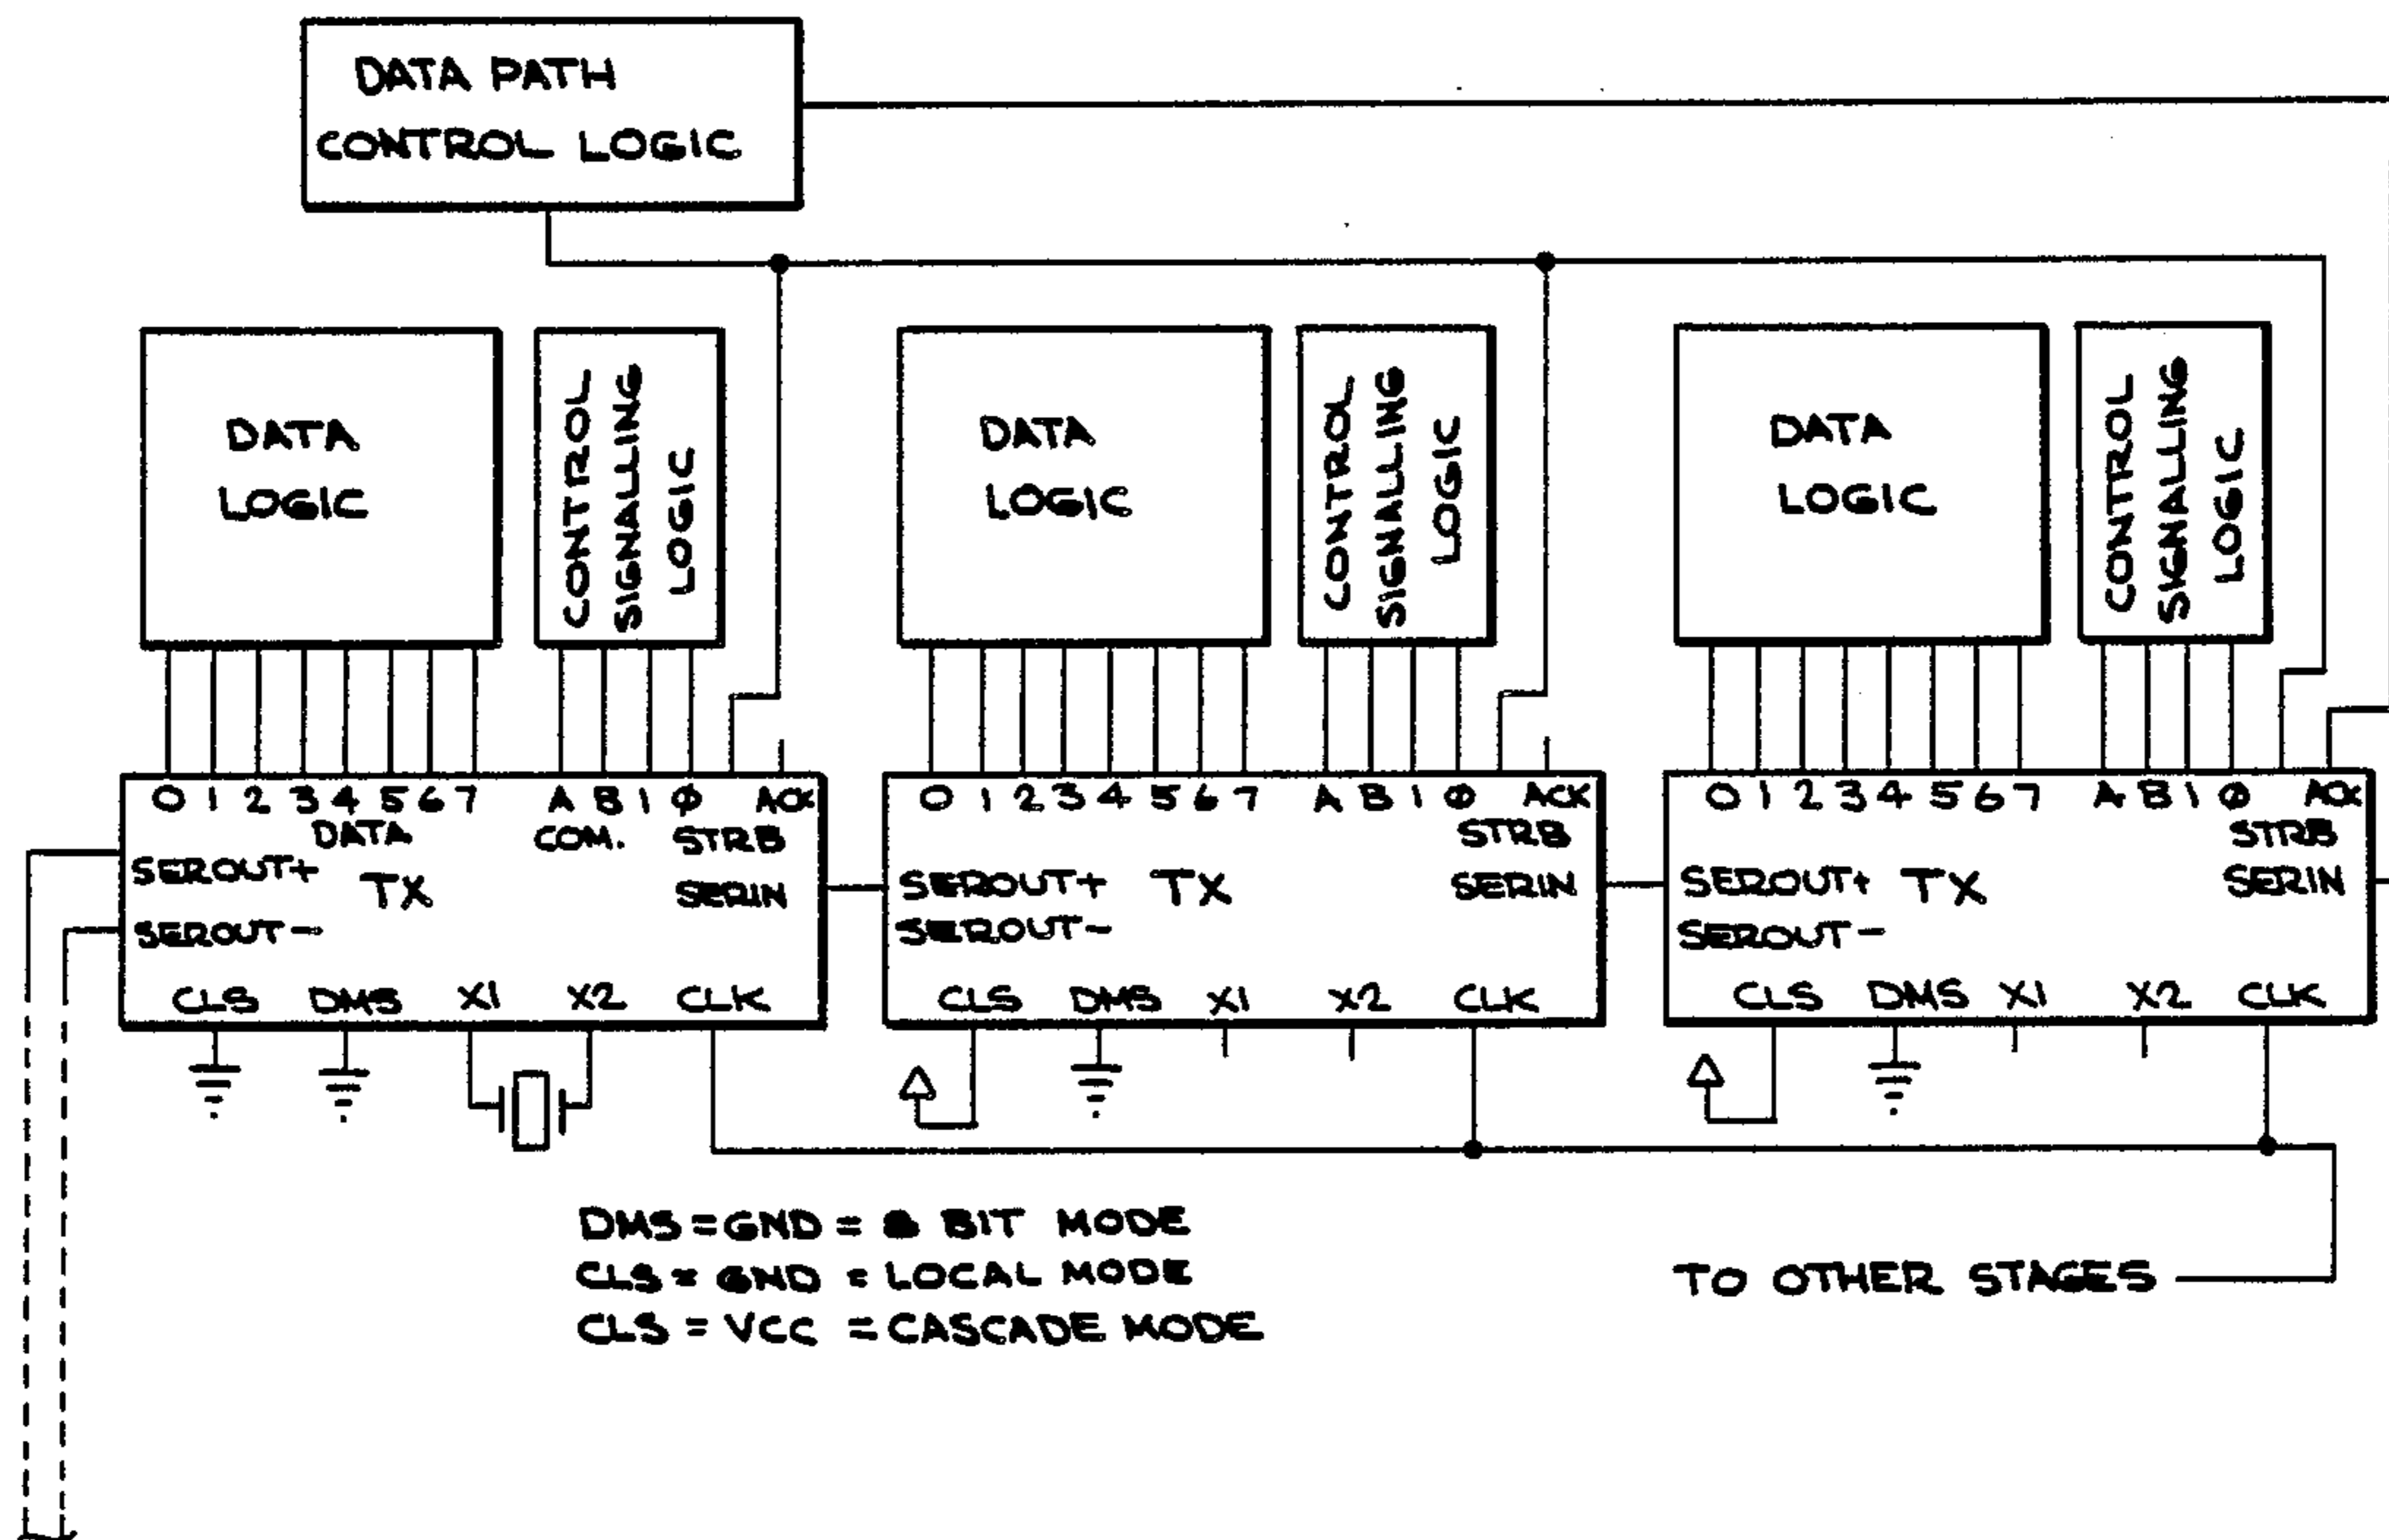 DATA PATH
CONTROL LOGIC
DATA
LOGIC
CONTROL
SIGNALLING
LOGIC
DATA
LOGIC
CONTROL
SIGNALLING
LOGIC
DATA
LOGIC
CONTROL
SIGNALLING
LOGIC
0 1 2 3 4 5 6 7 A B 1 Ø ACK
DATA COM. STRB
SEROUT+ TX SERIN
SEROUT-
CLS DMS X1 X2 CLK
0 1 2 3 4 5 6 7 A B 1 Ø ACK
STRB
SEROUT+ TX SERIN
SEROUT-
CLS DMS X1 X2 CLK
0 1 2 3 4 5 6 7 A B 1 Ø ACK
STRB
SEROUT+ TX SERIN
SEROUT-
CLS DMS X1 X2 CLK
DMS = GND = 8 BIT MODE
CLS = GND = LOCAL MODE
CLS = VCC = CASCADE MODE
TO OTHER STAGES